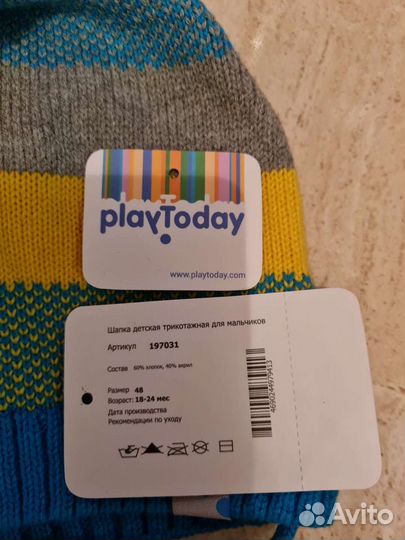 playToday
www.playtoday.com
Шапка детская трикотажная для мальчиков
Артикул 197031
Состав 60% хлопок, 40% акрил
Размер 48
Возраст: 18-24 мес
Дата производства
Рекомендации по уходу
4690244979413
Avito